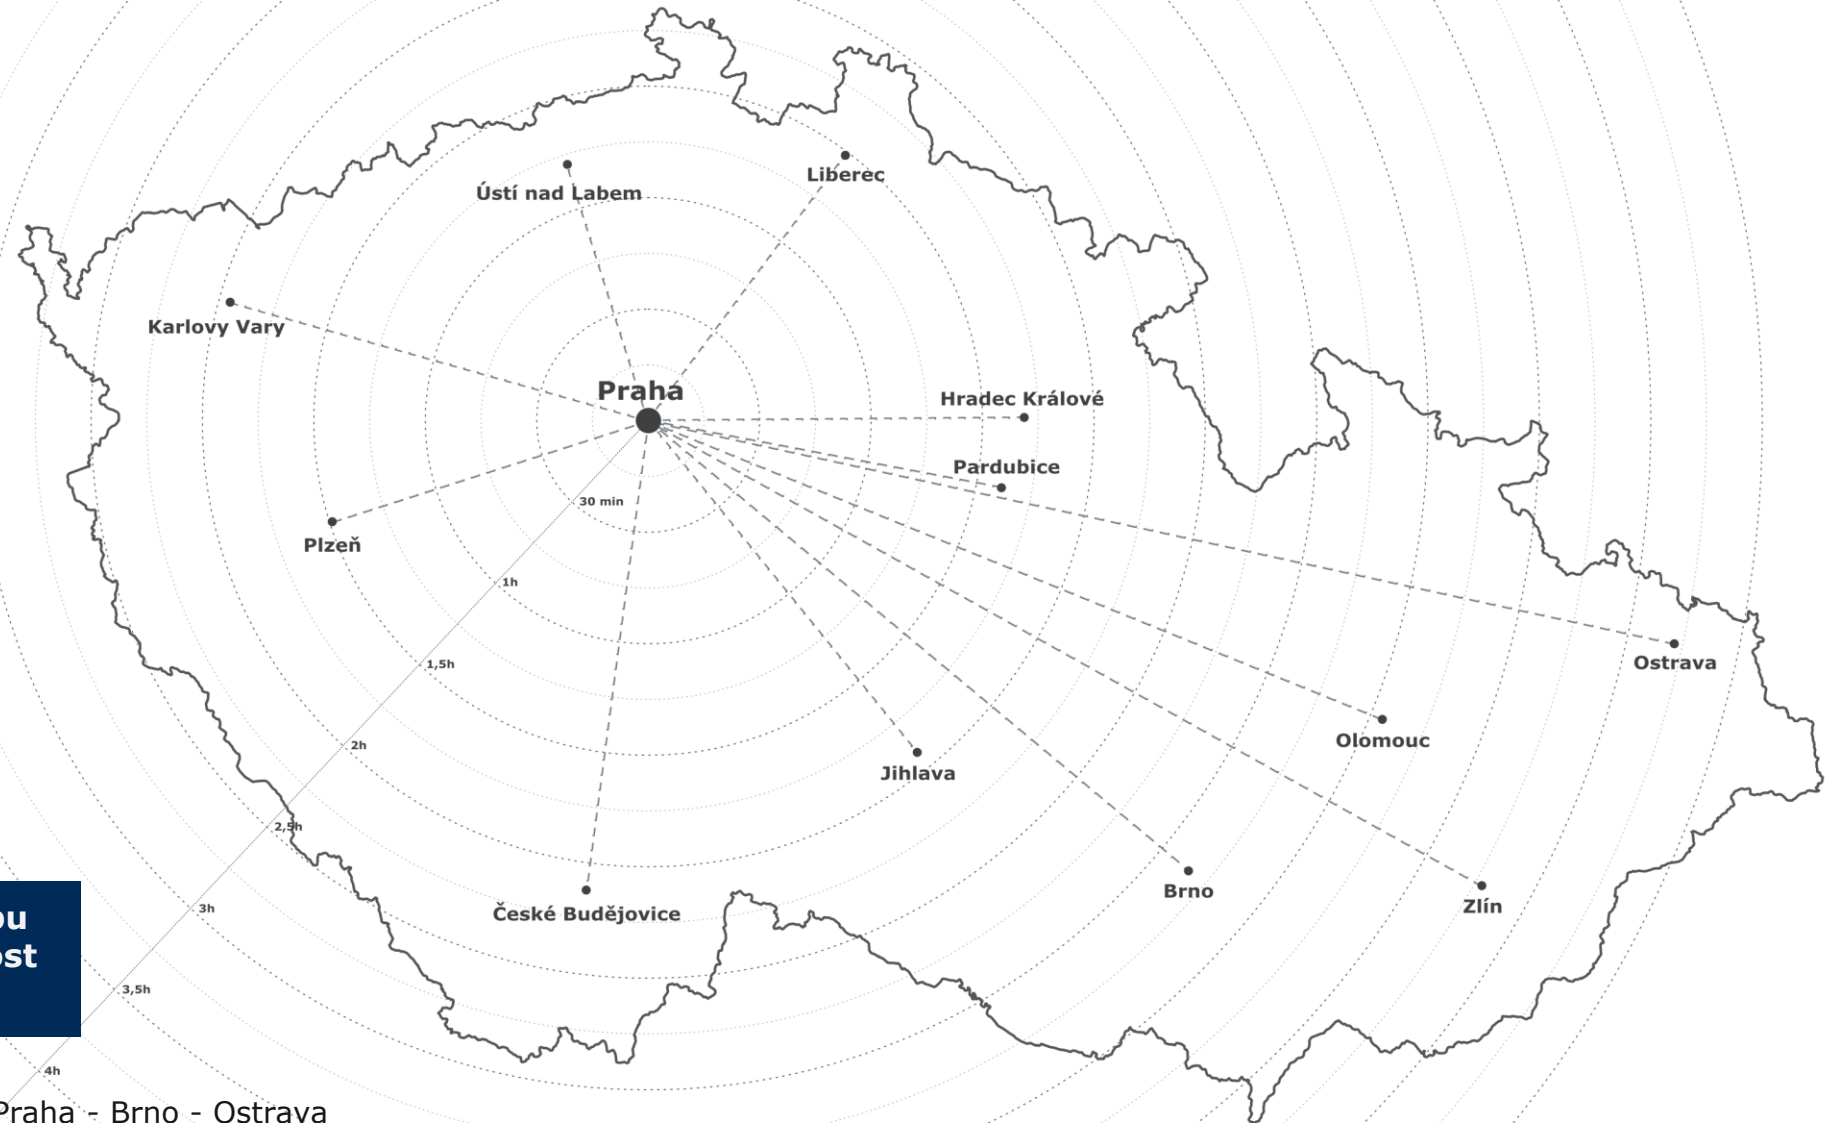 Liberec
Ústí nad Labem
Karlovy Vary
Praha
Hradec Králové
Pardubice
30 min
Plzeň
1h
1,5h
Ostrava
Olomouc
2h
Jihlava
2,5h
Brno
Zlín
3h
České Budějovice
3,5h
4h
Praha - Brno - Ostrava